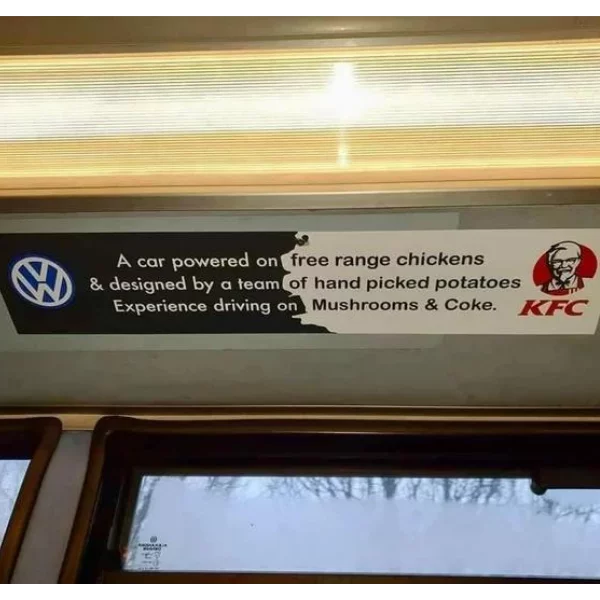 A car powered on free range chickens
& designed by a team of hand picked potatoes
Experience driving on Mushrooms & Coke.
VW
KFC